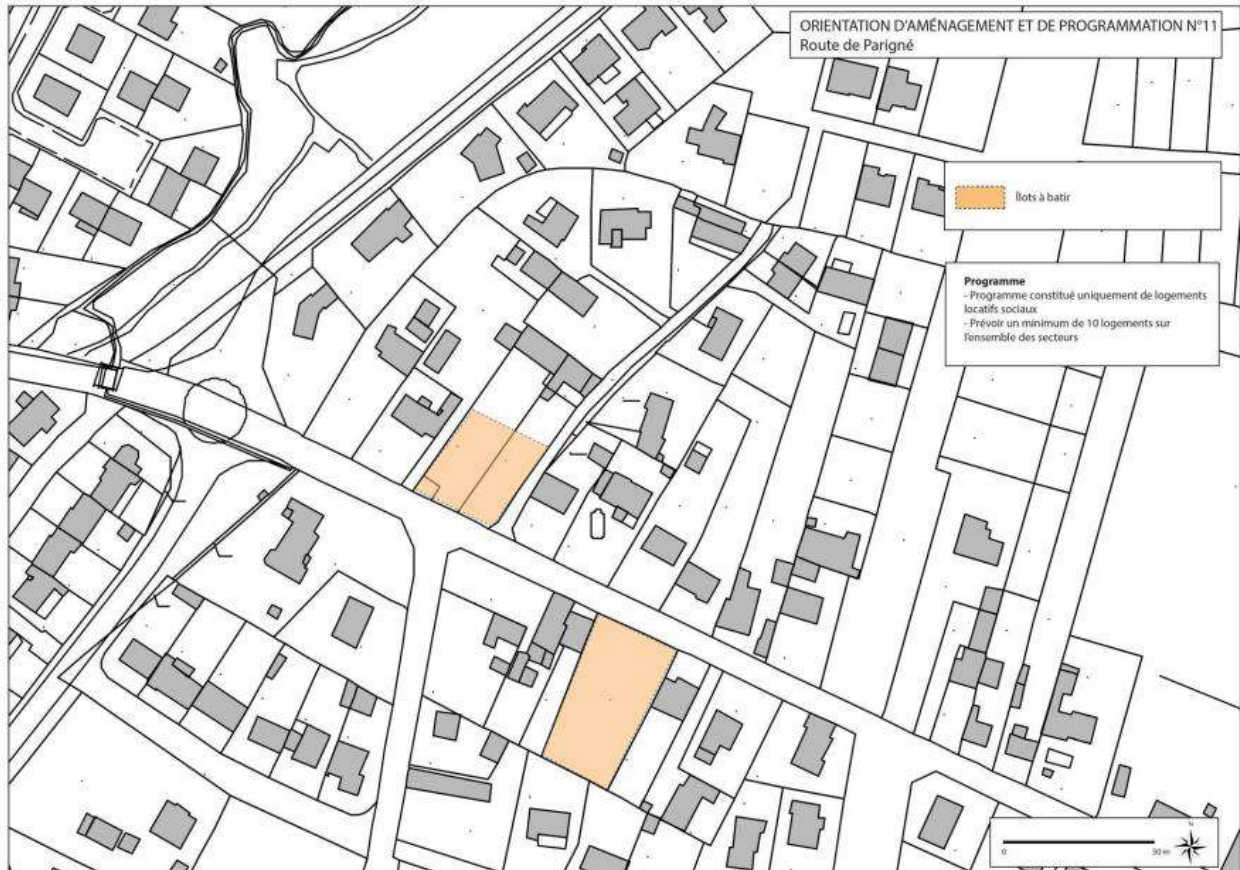 ORIENTATION D'AMÉNAGEMENT ET DE PROGRAMMATION N°11
Route de Parigné
Îlots à batir
Programme
- Programme constitué uniquement de logements
locatifs sociaux
- Prévoir un minimum de 10 logements sur
l'ensemble des secteurs
N
0
50 m